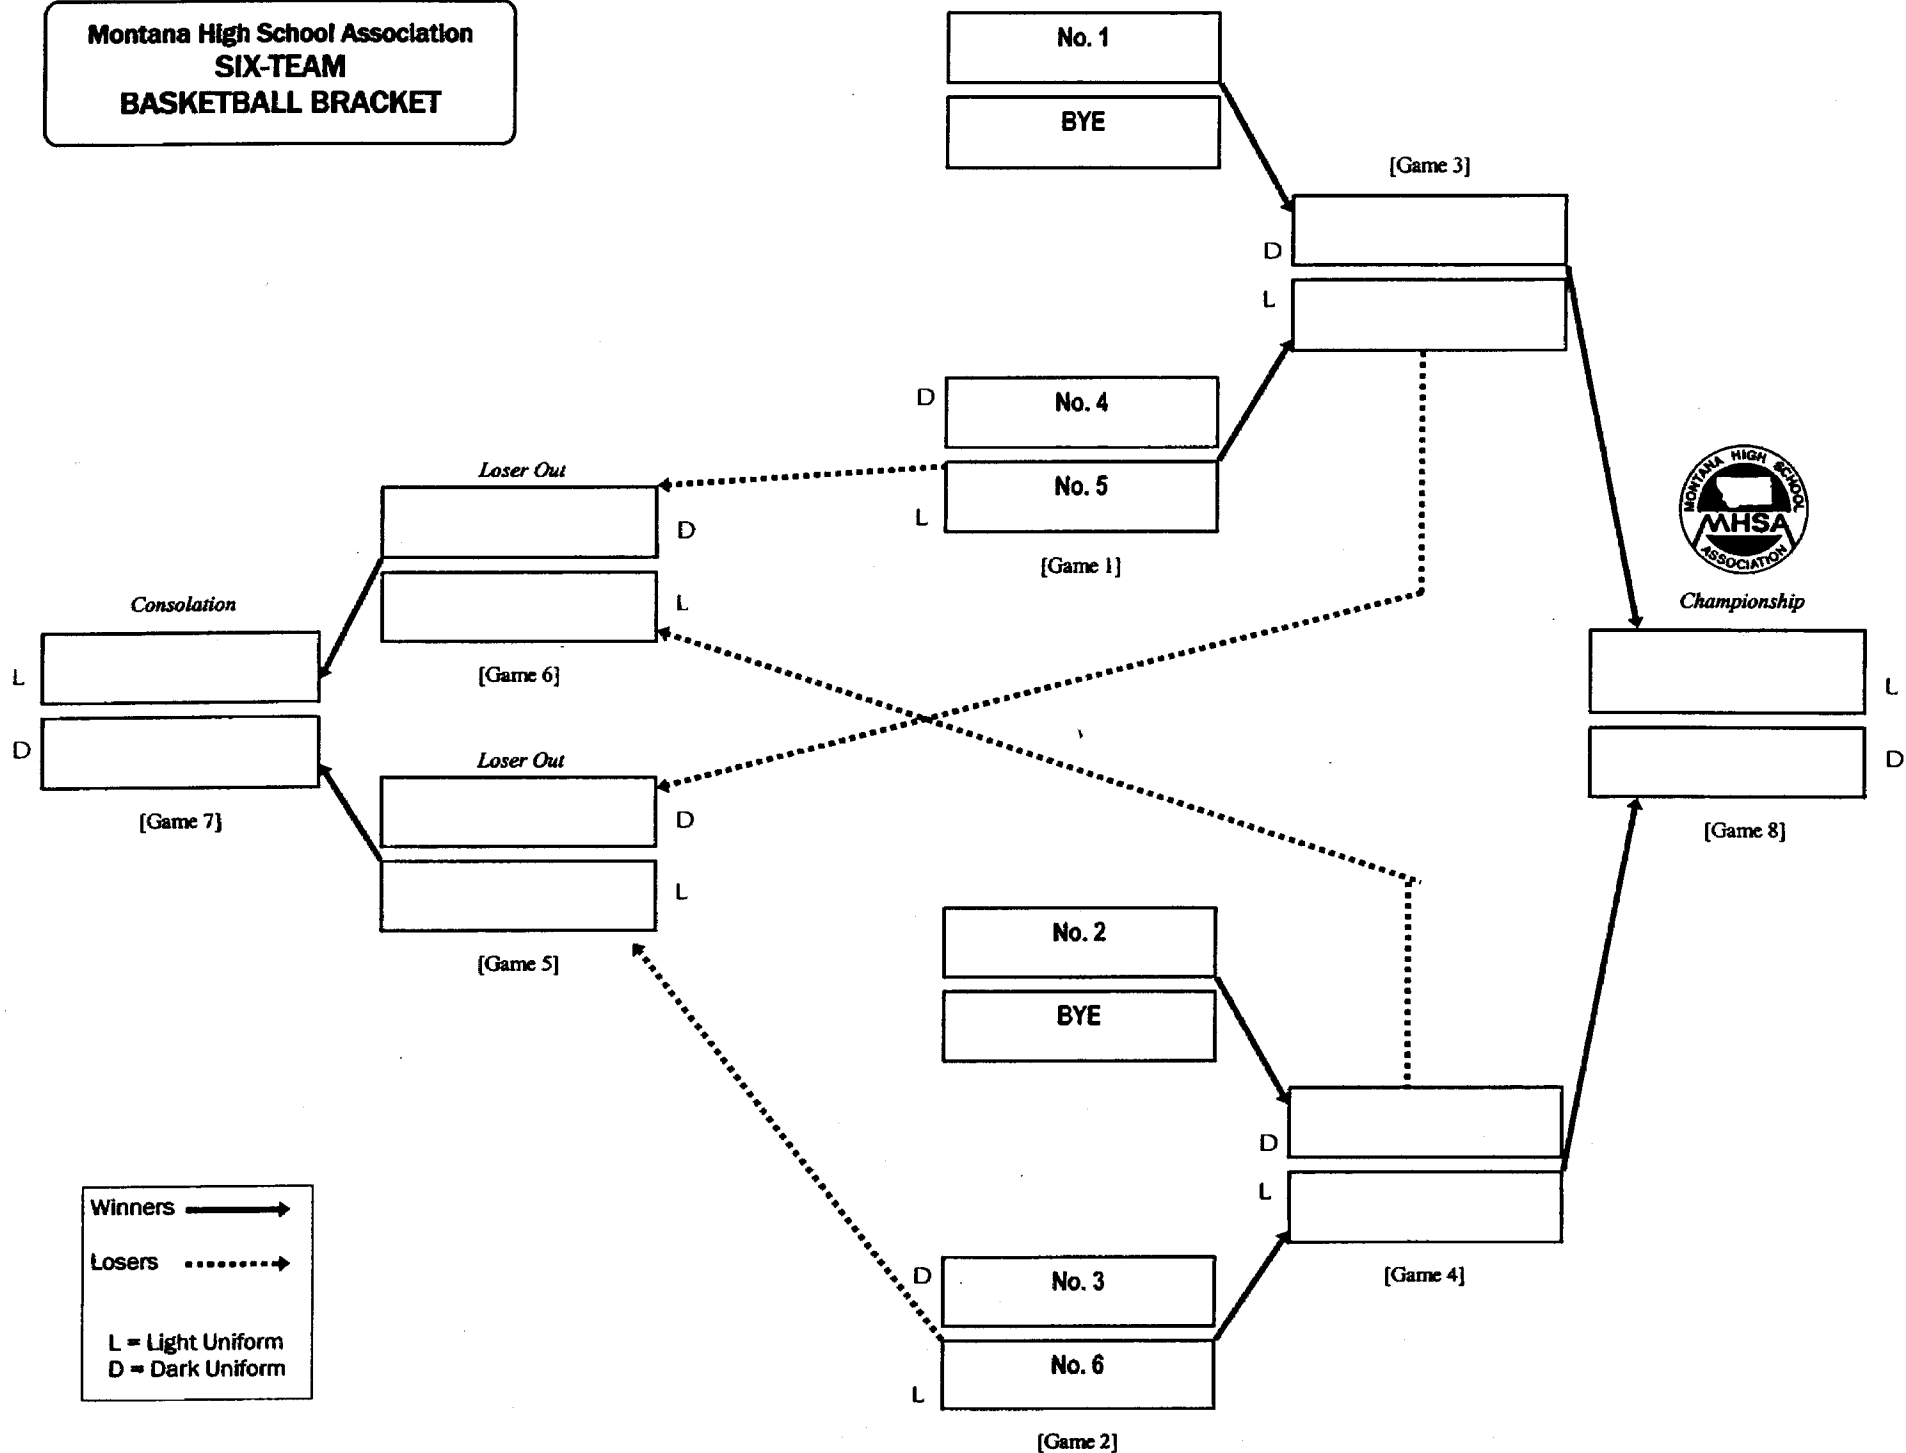 Montana High School Association
SIX-TEAM
BASKETBALL BRACKET
No. 1
BYE
[Game 3]
D
L
D
No. 4
No. 5
L
[Game 1]
Loser Out
D
L
[Game 6]
Consolation
L
D
[Game 7]
Loser Out
D
L
[Game 5]
MONTANA HIGH SCHOOL
MHSA
ASSOCIATION
Championship
L
D
[Game 8]
No. 2
BYE
D
L
[Game 4]
D
No. 3
No. 6
L
[Game 2]
Winners
Losers
L = Light Uniform
D = Dark Uniform